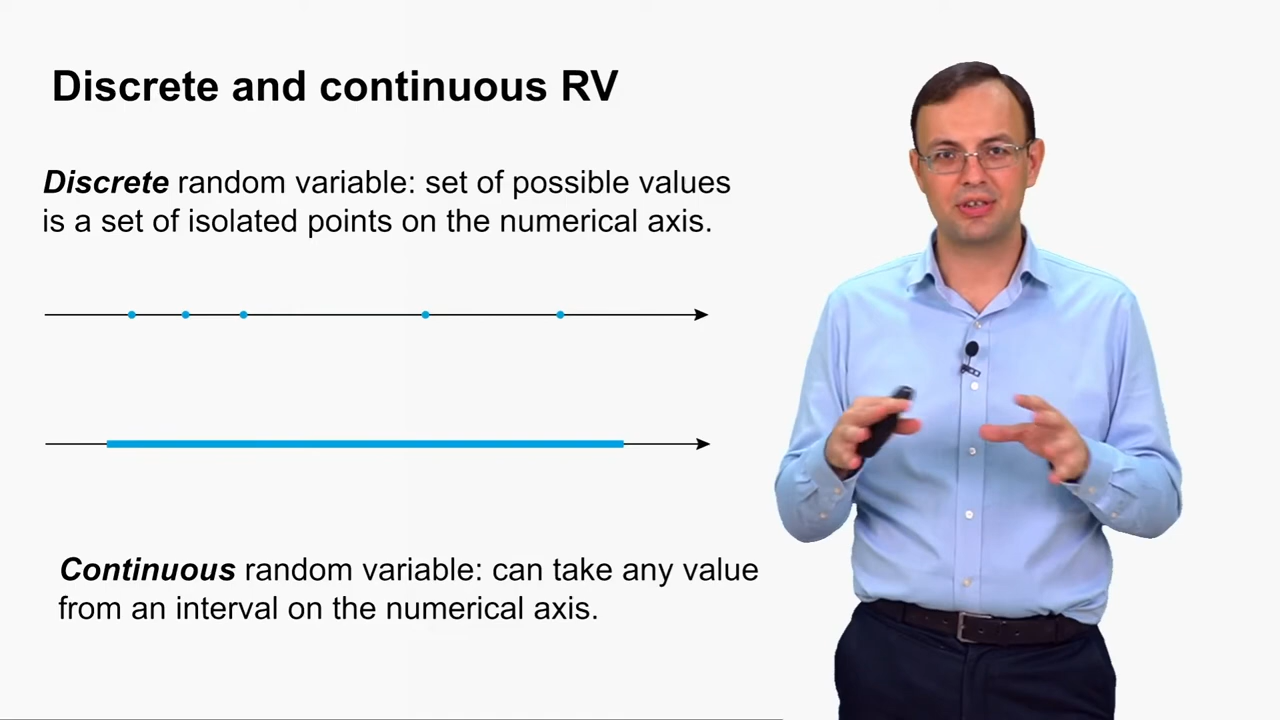 Discrete and continuous RV
Discrete random variable: set of possible values
is a set of isolated points on the numerical axis.
Continuous random variable: can take any value
from an interval on the numerical axis.